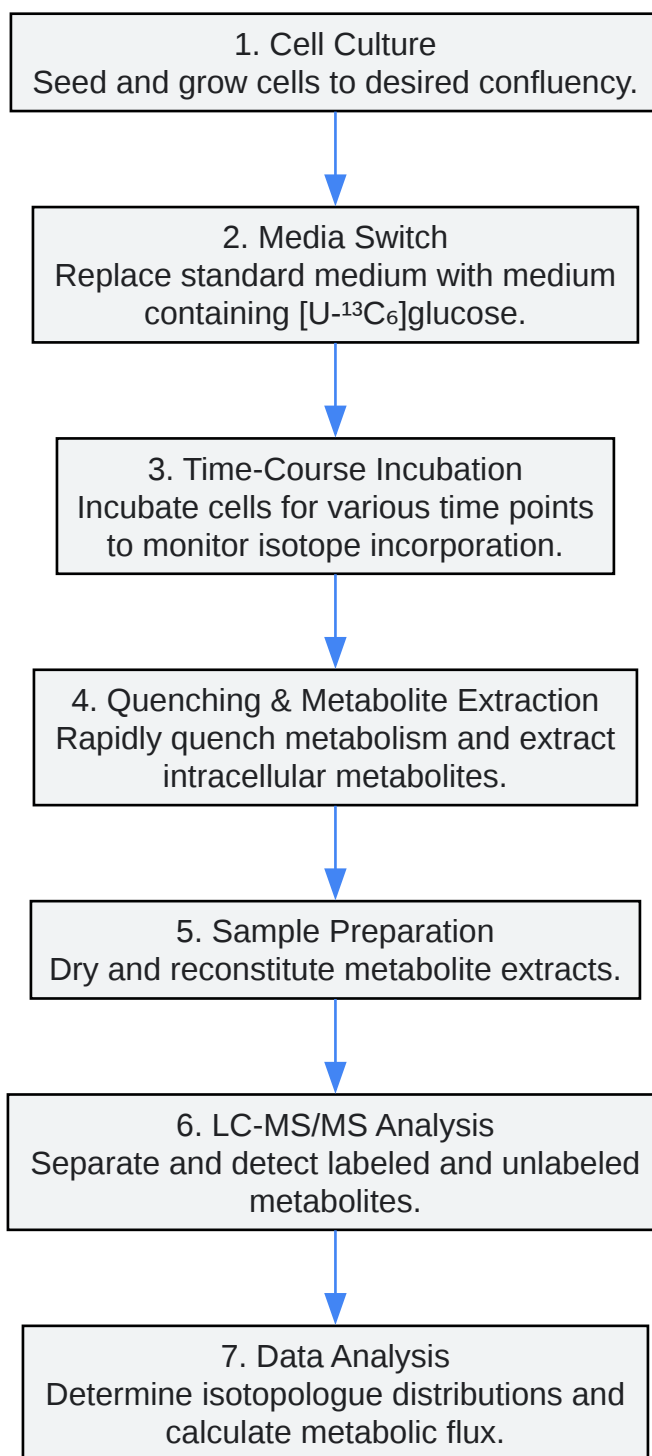 1. Cell Culture
Seed and grow cells to desired confluency.
2. Media Switch
Replace standard medium with medium
containing [U-¹³C₆]glucose.
3. Time-Course Incubation
Incubate cells for various time points
to monitor isotope incorporation.
4. Quenching & Metabolite Extraction
Rapidly quench metabolism and extract
intracellular metabolites.
5. Sample Preparation
Dry and reconstitute metabolite extracts.
6. LC-MS/MS Analysis
Separate and detect labeled and unlabeled
metabolites.
7. Data Analysis
Determine isotopologue distributions and
calculate metabolic flux.